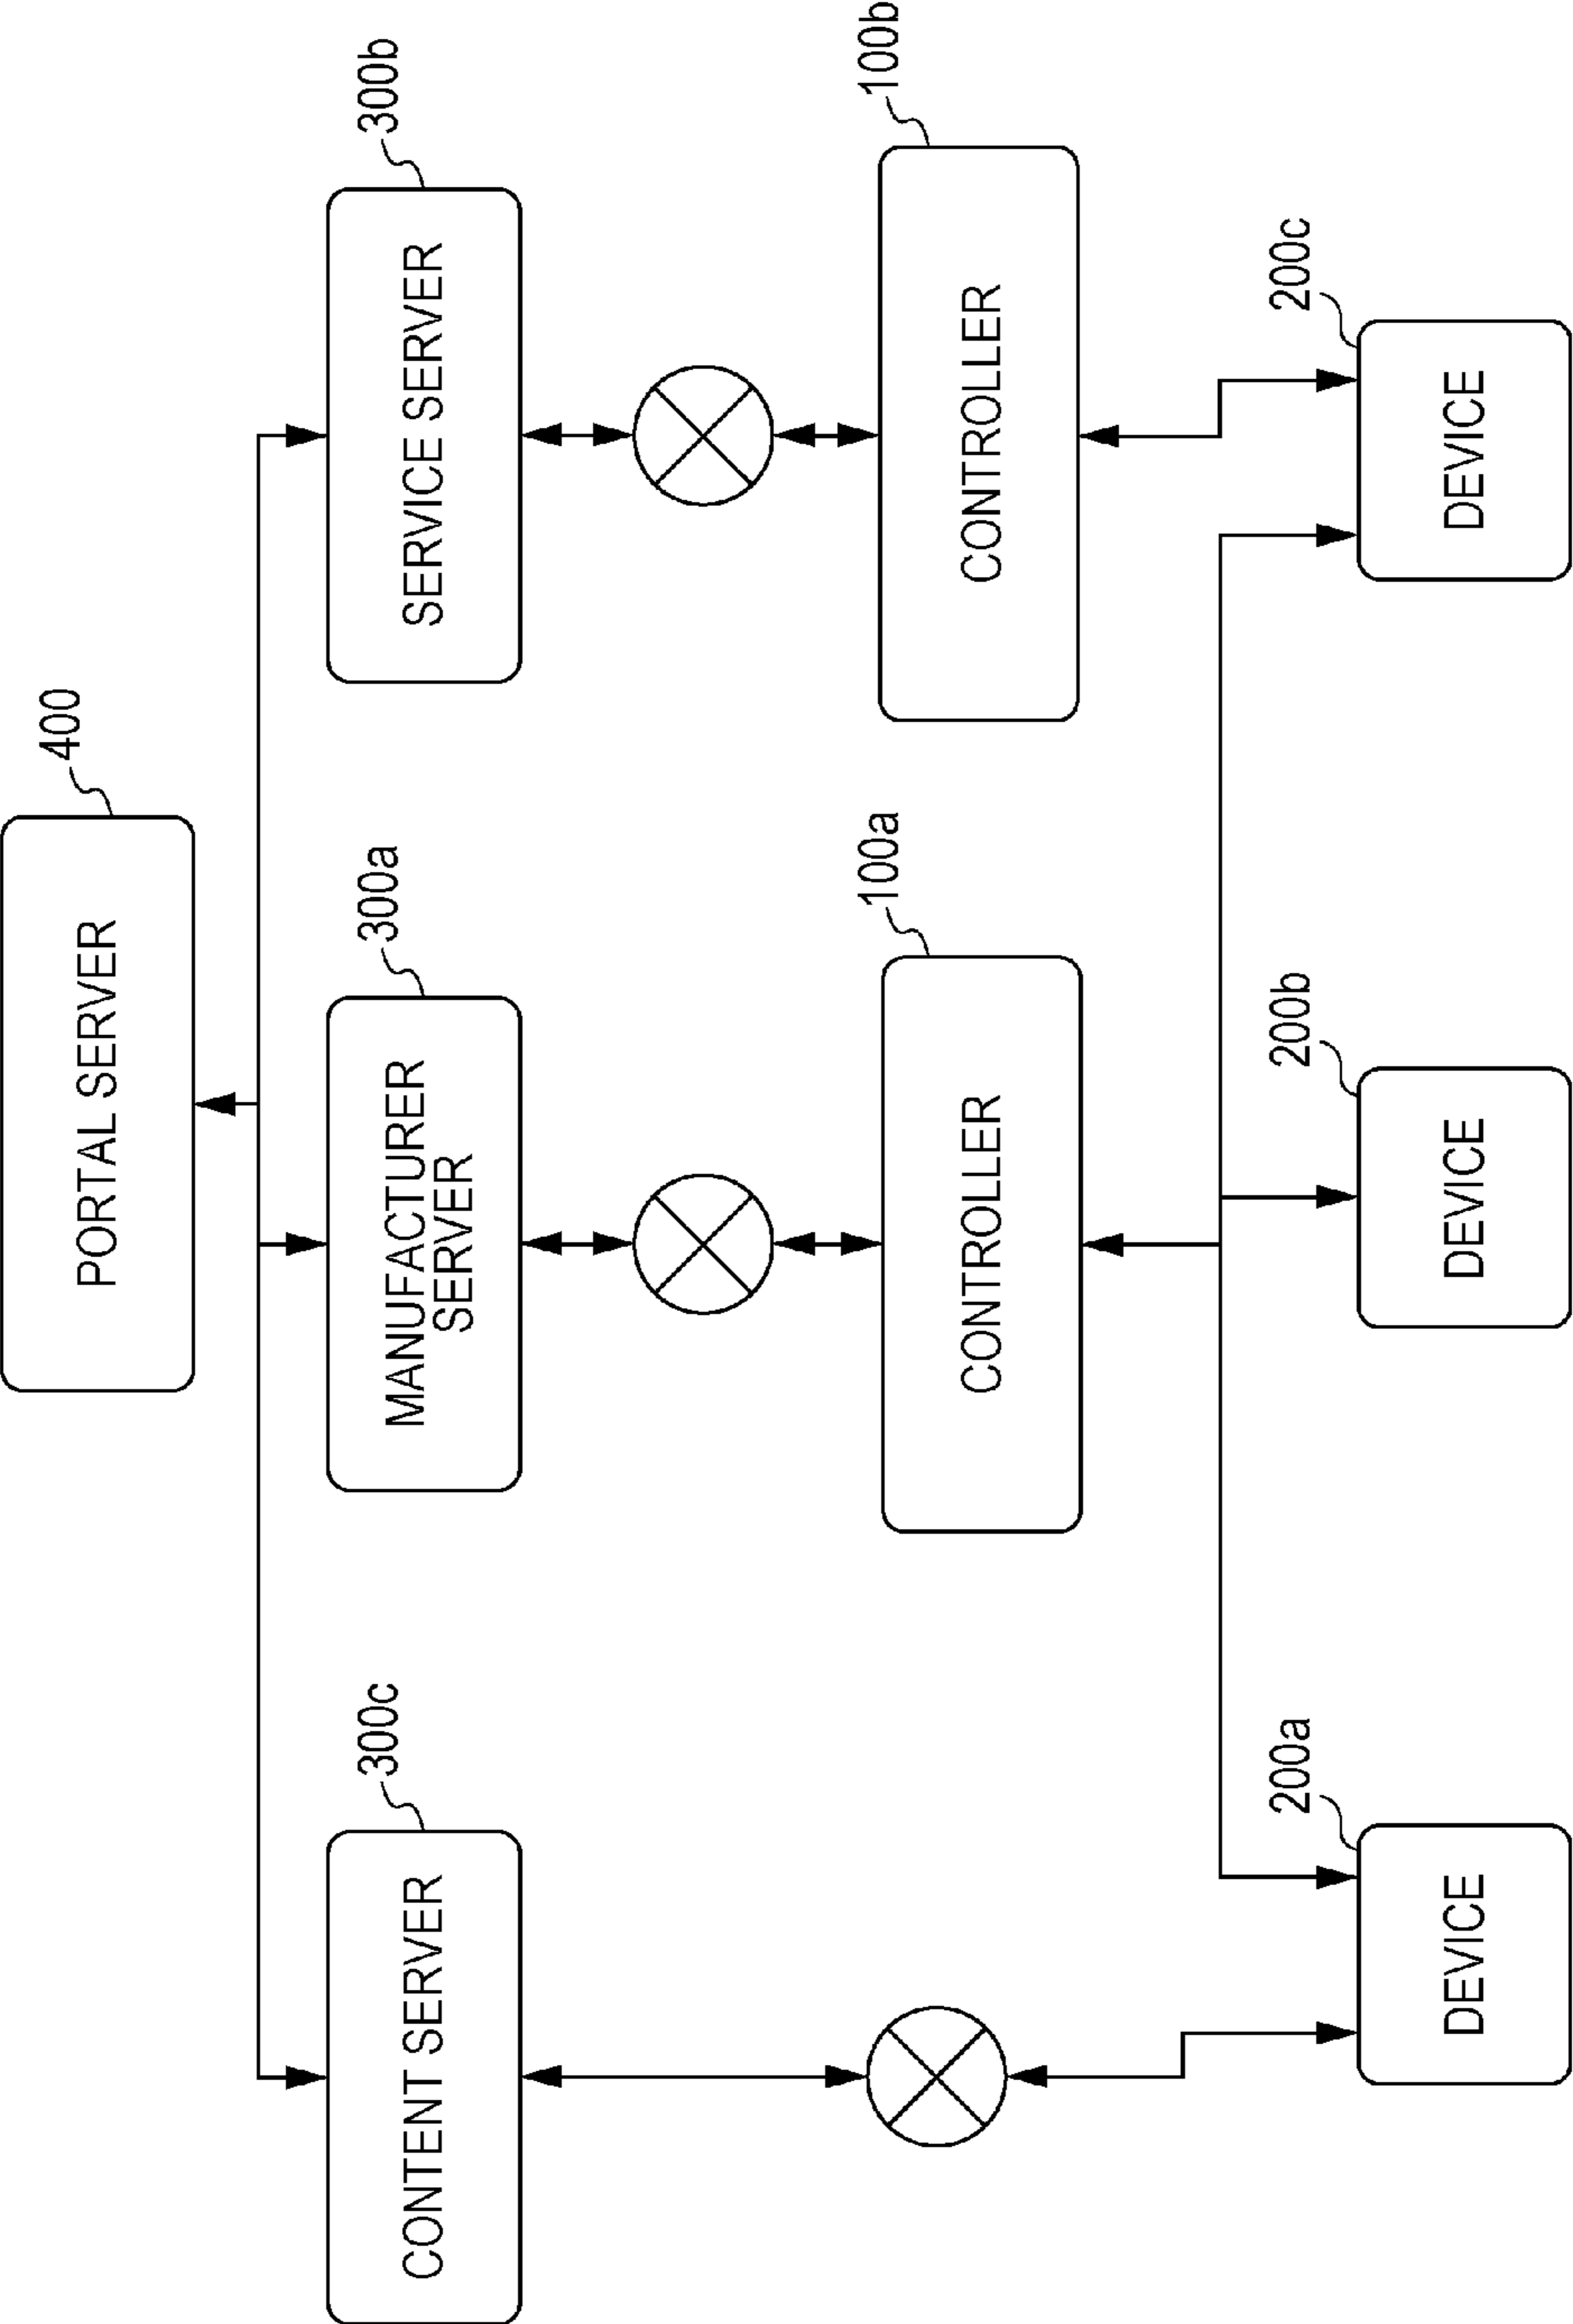 400
PORTAL SERVER
300c
CONTENT SERVER
300a
MANUFACTURER
SERVER
300b
SERVICE SERVER
100a
CONTROLLER
100b
CONTROLLER
200a
DEVICE
200b
DEVICE
200c
DEVICE